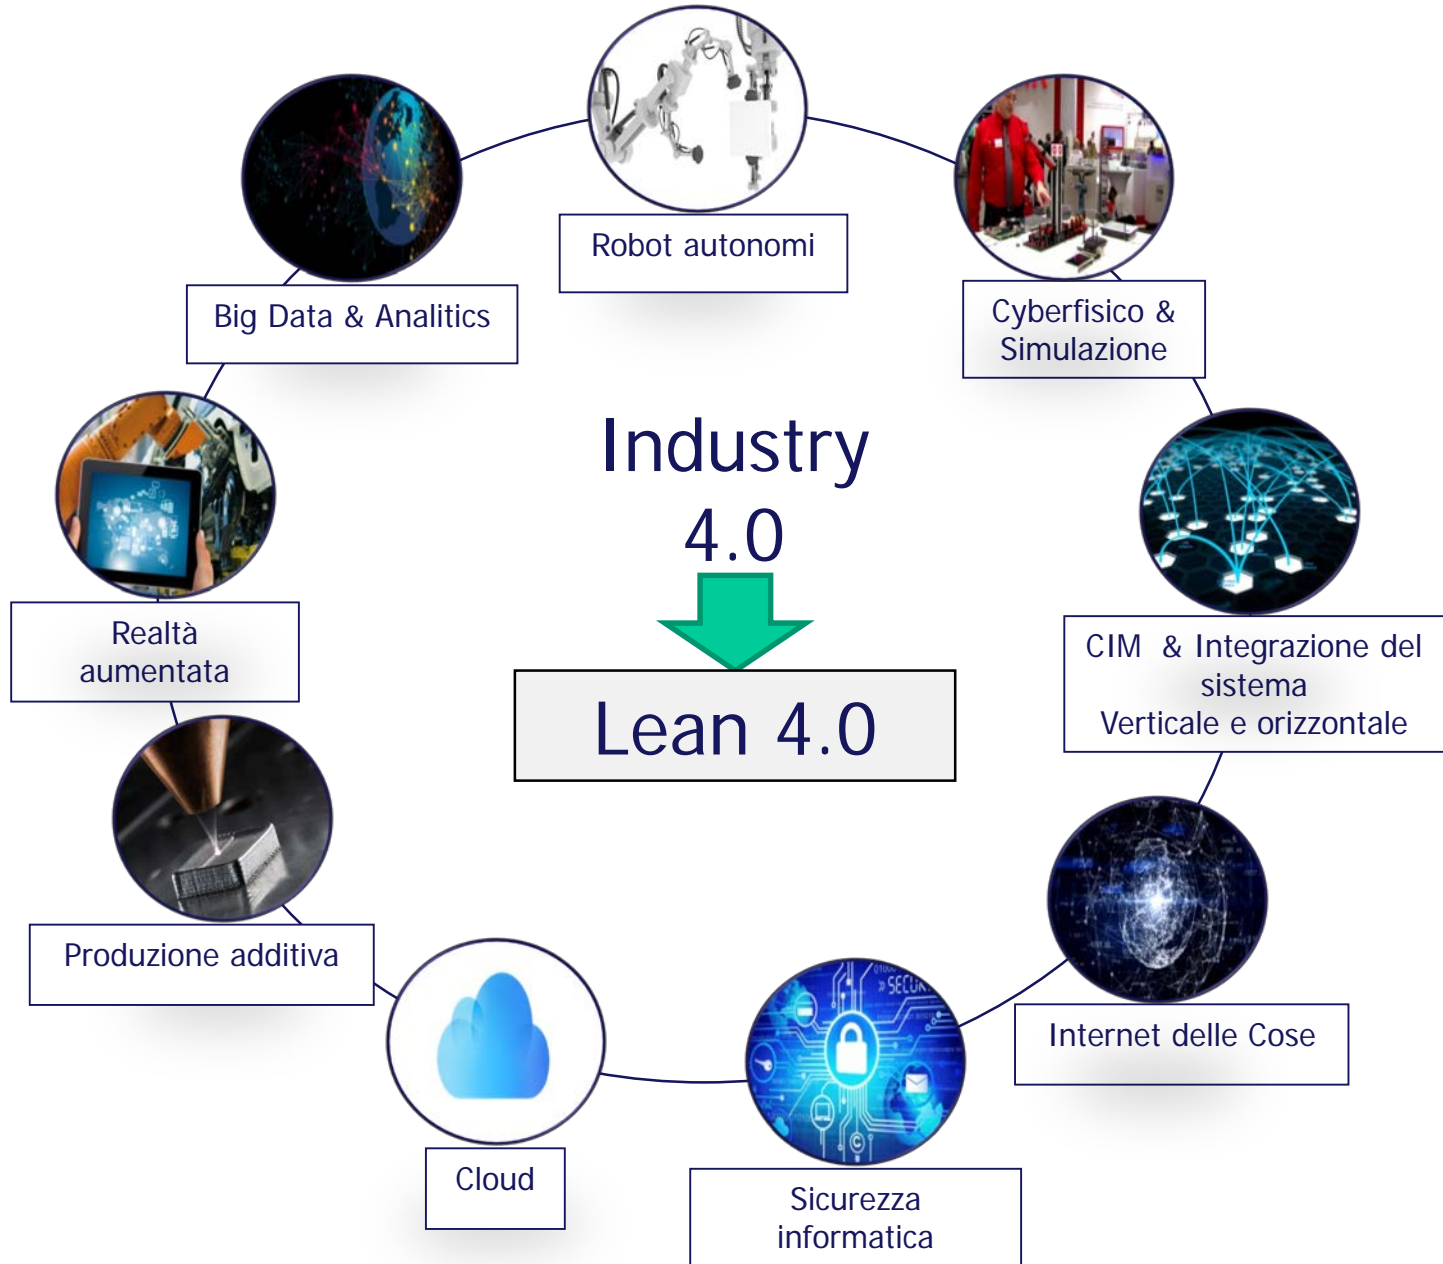 Robot autonomi
Big Data & Analitics
Cyberfisico &
Simulazione
Industry
4.0
Realtà
aumentata
CIM & Integrazione del
sistema
Verticale e orizzontale
Lean 4.0
Produzione additiva
Internet delle Cose
SECUR
Cloud
Sicurezza
informatica